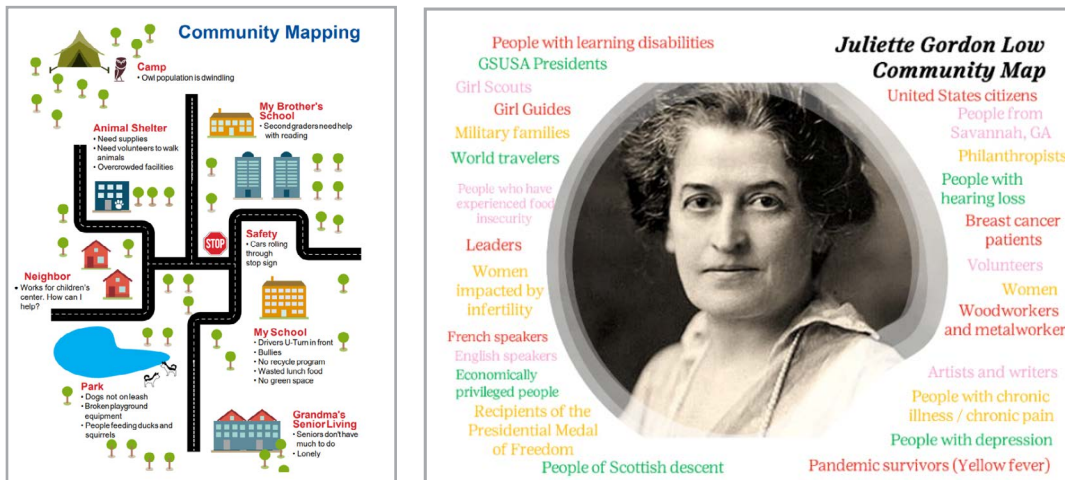 Community Mapping
Camp
• Owl population is dwindling
My Brother's
School
• Second graders need help
with reading
Animal Shelter
• Need supplies
• Need volunteers to walk
animals
• Overcrowded facilities
STOP
Safety
• Cars rolling
through
stop sign
Neighbor
• Works for children's
center. How can I
help?
My School
• Drivers U-Turn in front
• Bullies
• No recycle program
• Wasted lunch food
• No green space
Park
• Dogs not on leash
• Broken playground
equipment
• People feeding ducks and
squirrels
Grandma's
Senior Living
• Seniors don't have
much to do
• Lonely
Juliette Gordon Low
Community Map
People with learning disabilities
GSUSA Presidents
Girl Scouts
Girl Guides
Military families
World travelers
People who have
experienced food
insecurity
Leaders
Women
impacted by
infertility
French speakers
English speakers
Economically
privileged people
Recipients of the
Presidential Medal
of Freedom
People of Scottish descent
United States citizens
People from
Savannah, GA
Philanthropists
People with
hearing loss
Breast cancer
patients
Volunteers
Women
Woodworkers
and metalworker
Artists and writers
People with chronic
illness / chronic pain
People with depression
Pandemic survivors (Yellow fever)